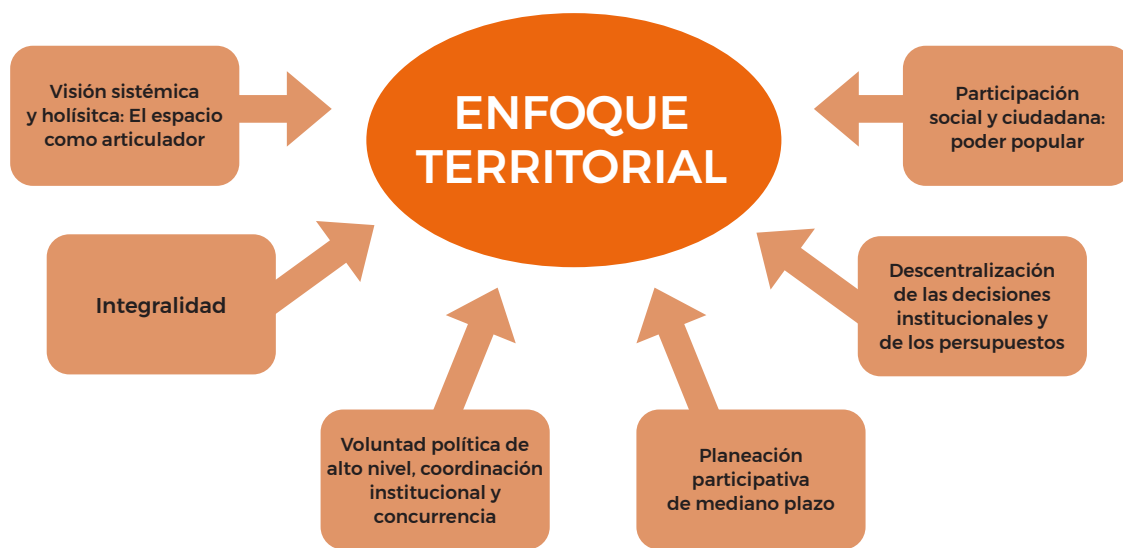 ENFOQUE
TERRITORIAL
Visión sistémica
y holísitca: El espacio
como articulador
Integralidad
Voluntad política de
alto nivel, coordinación
institucional y
concurrencia
Planeación
participativa
de mediano plazo
Descentralización
de las decisiones
institucionales y
de los persupuestos
Participación
social y ciudadana:
poder popular